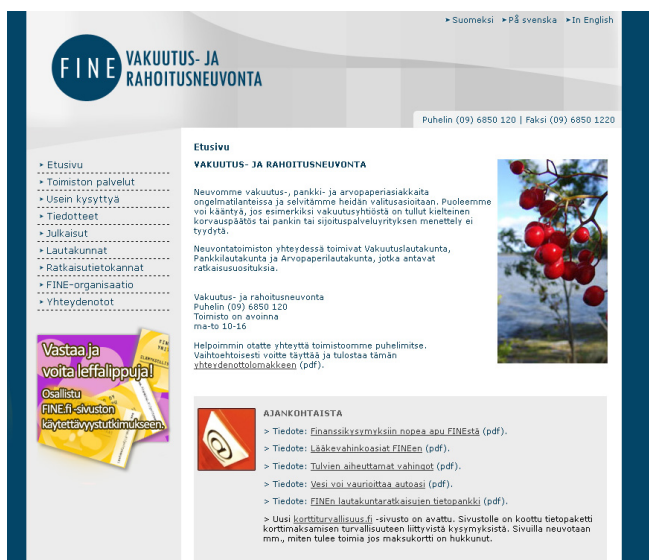 Suomeksi På svenska In English
FINE VAKUUTUS- JA
RAHOITUSNEUVONTA
Puhelin (09) 6850 120 | Faksi (09) 6850 1220
Etusivu
Toimiston palvelut
Usein kysyttyä
Tiedotteet
Julkaisut
Lautakunnat
Ratkaisutietokannat
FINE-organisaatio
Yhteydenotot
Vastaa ja
voita leffalippuja!
Osallistu
FINE.fi-sivuston
käytettävyystutkimukseen.
Etusivu
VAKUUTUS- JA RAHOITUSNEUVONTA
Neuvomme vakuutus-, pankki- ja arvopaperiasiakkaita
ongelmatilanteissa ja selvitämme heidän valitusasioitaan. Puoleemme
voi kääntyä, jos esimerkiksi vakuutusyhtiöstä on tullut kielteinen
korvauspäätös tai pankin tai sijoituspalveluyrityksen menettely ei
tyydytä.
Neuvontatoimiston yhteydessä toimivat Vakuutuslautakunta,
Pankkilautakunta ja Arvopaperilautakunta, jotka antavat
ratkaisusuosituksia.
Vakuutus- ja rahoitusneuvonta
Puhelin (09) 6850 120
Toimisto on avoinna
ma-to 10-16
Helpoimmin otatte yhteyttä toimistoomme puhelimitse.
Vaihtoehtoisesti voitte täyttää ja tulostaa tämän
yhteydenottolomakkeen (pdf).
AJANKOHTAISTA
> Tiedote: Finanssikysymyksiin nopea apu FINEstä (pdf).
> Tiedote: Lääkevahinkoasiat FINEen (pdf).
> Tiedote: Tulvien aiheuttamat vahingot (pdf).
> Tiedote: Vesi voi vaurioittaa autoasi (pdf).
> Tiedote: FINEn lautakuntaratkaisujen tietopankki (pdf).
> Uusi korttiturvallisuus.fi -sivusto on avattu. Sivustolle on koottu tietopaketti
korttimaksamisen turvallisuuteen liittyvistä kysymyksistä. Sivuilla neuvotaan
mm., miten tulee toimia jos maksukortti on hukkunut.